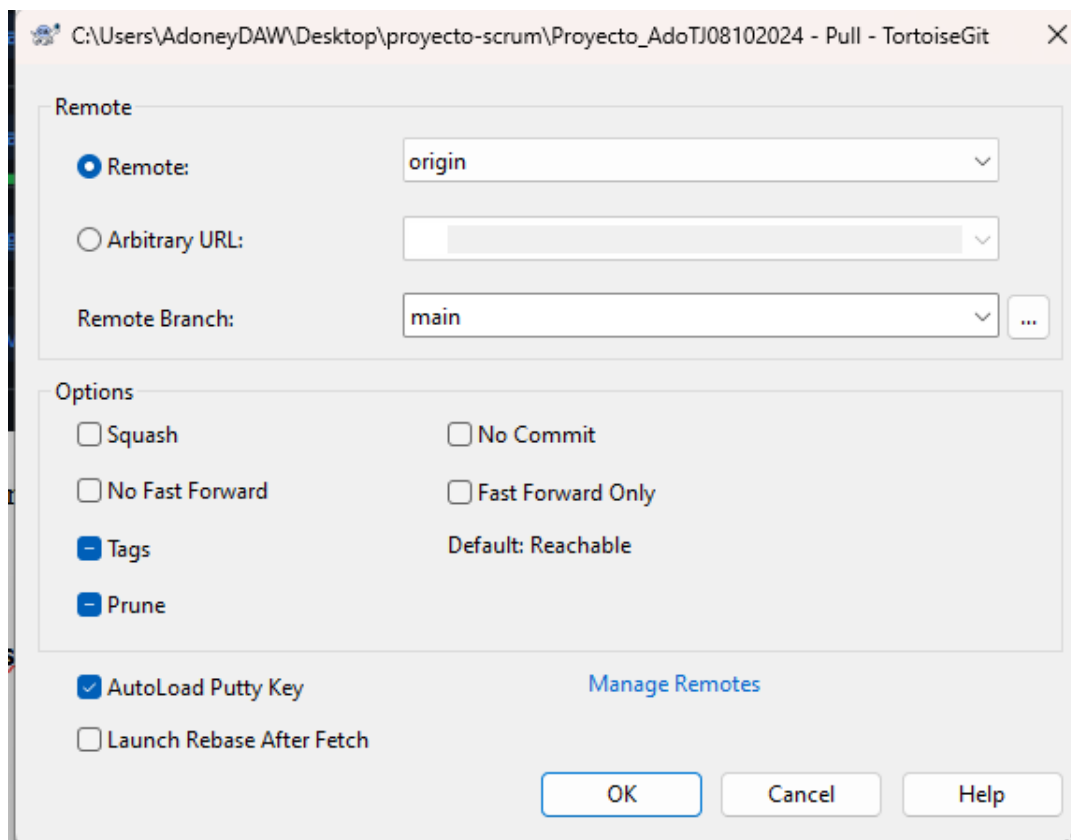 C:\Users\AdoneyDAW\Desktop\proyecto-scrum\Proyecto_AdoTJ08102024 - Pull - TortoiseGit
Remote
Remote: origin
Arbitrary URL:
Remote Branch: main ...
Options
Squash No Commit
No Fast Forward Fast Forward Only
Tags Default: Reachable
Prune
AutoLoad Putty Key Manage Remotes
Launch Rebase After Fetch
OK Cancel Help